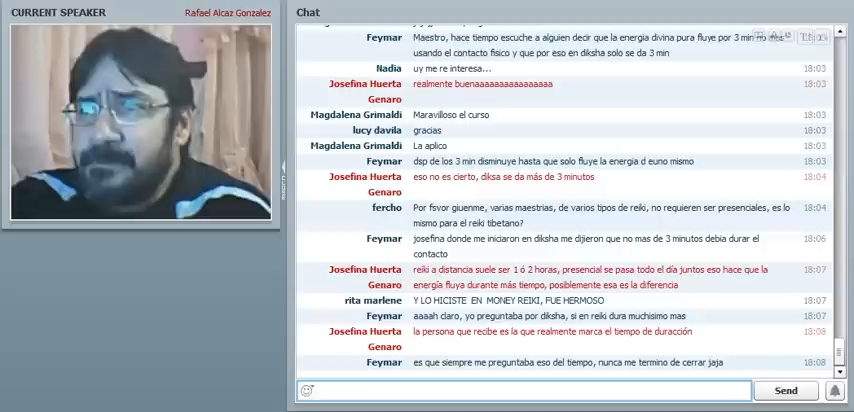 CURRENT SPEAKER
Rafael Alcaz Gonzalez
Chat
Feymar Maestro, hace tiempo escuche a alguien decir que la energia divina pura fluye por 3 min no mas
usando el contacto fisico y que por eso en diksha solo se da 3 min
Nadia uy me re interesa... 18:03
Josefina Huerta realmente buenaaaaaaaaaaaaaaaa 18:03
Genaro
Magdalena Grimaldi Maravilloso el curso 18:03
lucy davila gracias 18:03
Magdalena Grimaldi La aplico 18:03
Feymar dsp de los 3 min disminuye hasta que solo fluye la energia d euno mismo 18:03
Josefina Huerta eso no es cierto, diksa se da más de 3 minutos 18:04
Genaro
fercho Por fsvor giuenme, varias maestrias, de varios tipos de reiki, no requieren ser presenciales, es lo 18:04
mismo para el reiki tibetano?
Feymar josefina donde me iniciaron en diksha me dijieron que no mas de 3 minutos debia durar el 18:06
contacto
Josefina Huerta reiki a distancia suele ser 1 ó 2 horas, presencial se pasa todo el día juntos eso hace que la 18:07
Genaro energía fluya durante más tiempo, posiblemente esa es la diferencia
rita marlene Y LO HICISTE EN MONEY REIKI, FUE HERMOSO 18:07
Feymar aaaah claro, yo preguntaba por diksha, si en reiki dura muchisimo mas 18:07
Josefina Huerta la persona que recibe es la que realmente marca el tiempo de duracción 18:08
Genaro
Feymar es que siempre me preguntaba eso del tiempo, nunca me termino de cerrar jaja 18:08
Send